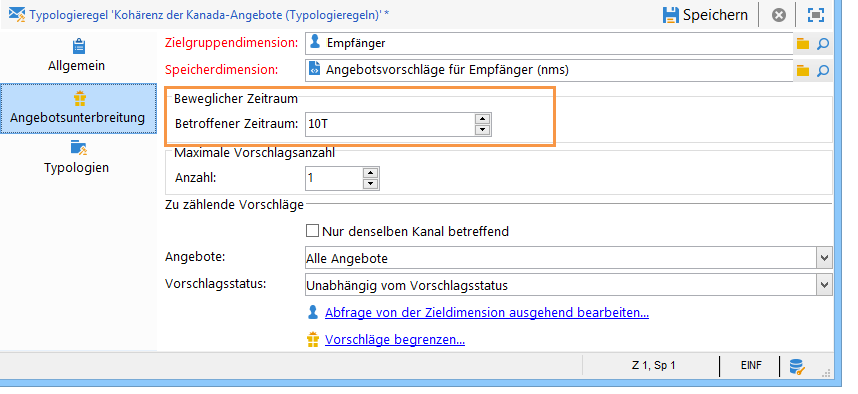 Typologieregel 'Kohärenz der Kanada-Angebote (Typologieregeln)' *
Speichern
Allgemein
Angebotsunterbreitung
Typologien
Zielgruppendimension: Empfänger
Speicherdimension: Angebotsvorschläge für Empfänger (nms)
Beweglicher Zeitraum
Betroffener Zeitraum: 10T
Maximale Vorschlagsanzahl
Anzahl: 1
Zu zählende Vorschläge
Nur denselben Kanal betreffend
Angebote: Alle Angebote
Vorschlagsstatus: Unabhängig vom Vorschlagsstatus
Abfrage von der Zieldimension ausgehend bearbeiten...
Vorschläge begrenzen...
Z 1, Sp 1 EINF